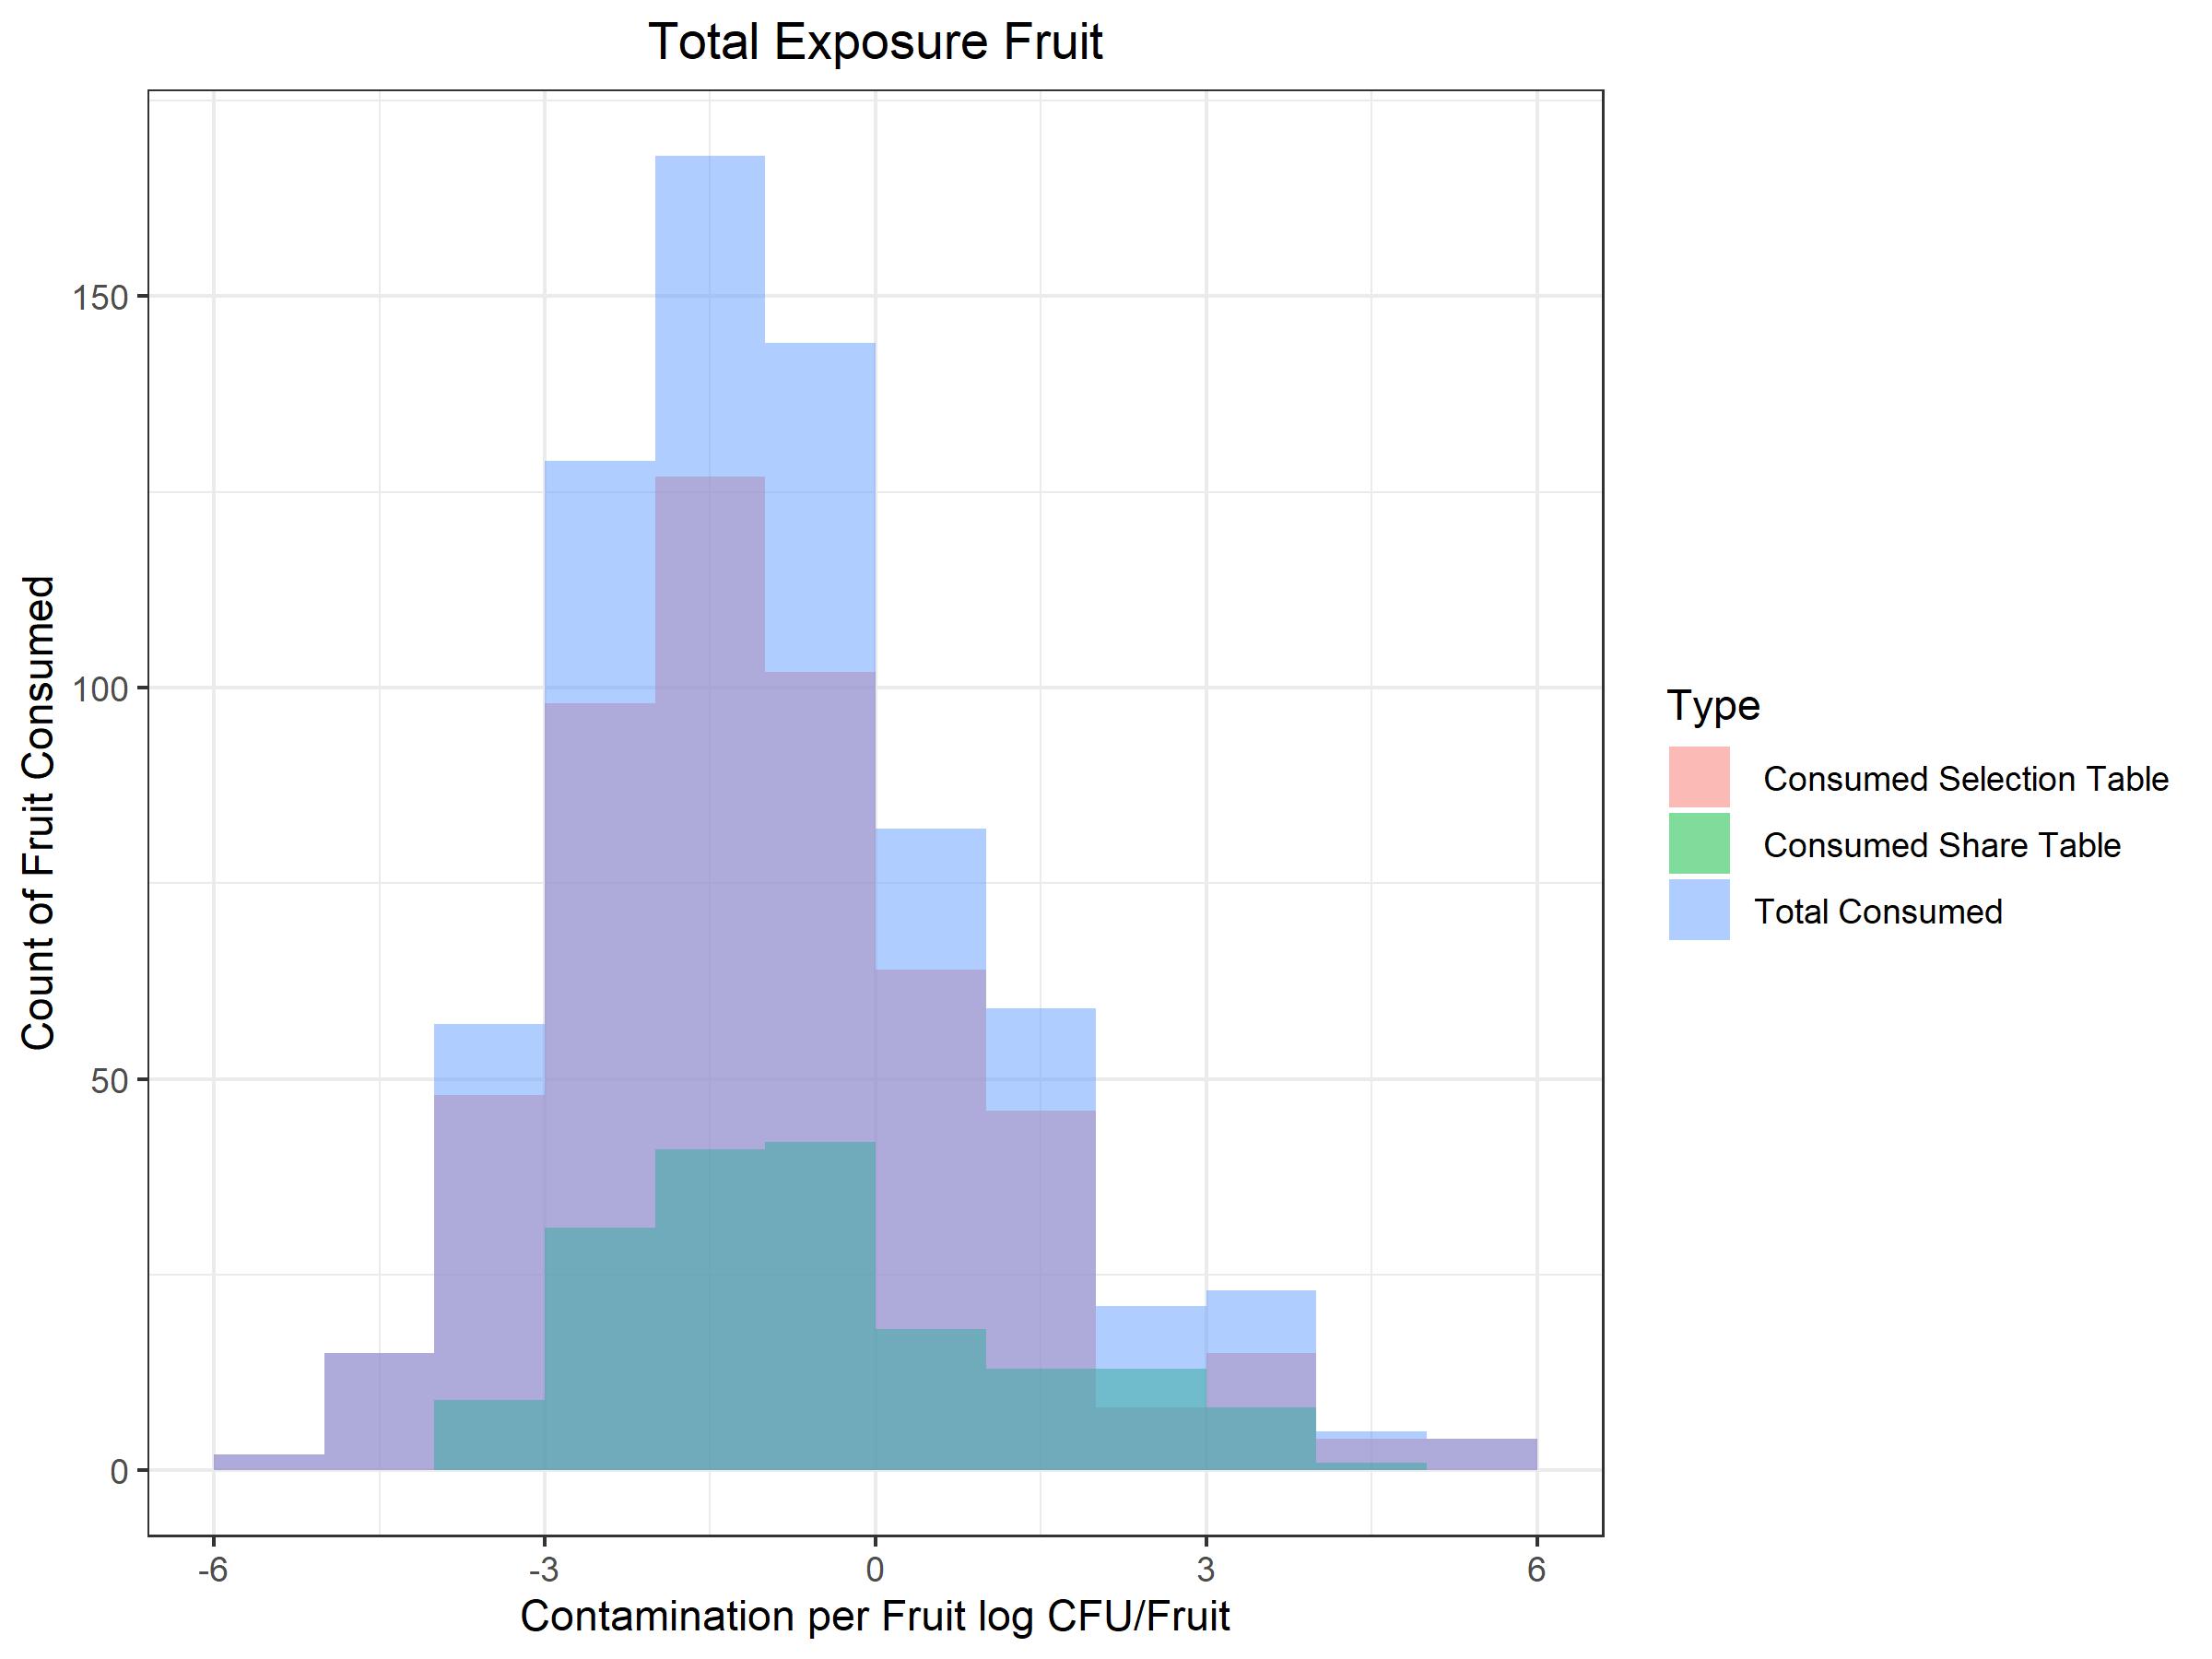 Total Exposure Fruit
Count of Fruit Consumed
150
100
50
0
-6 -3 0 3 6
Contamination per Fruit log CFU/Fruit
Type
Consumed Selection Table
Consumed Share Table
Total Consumed